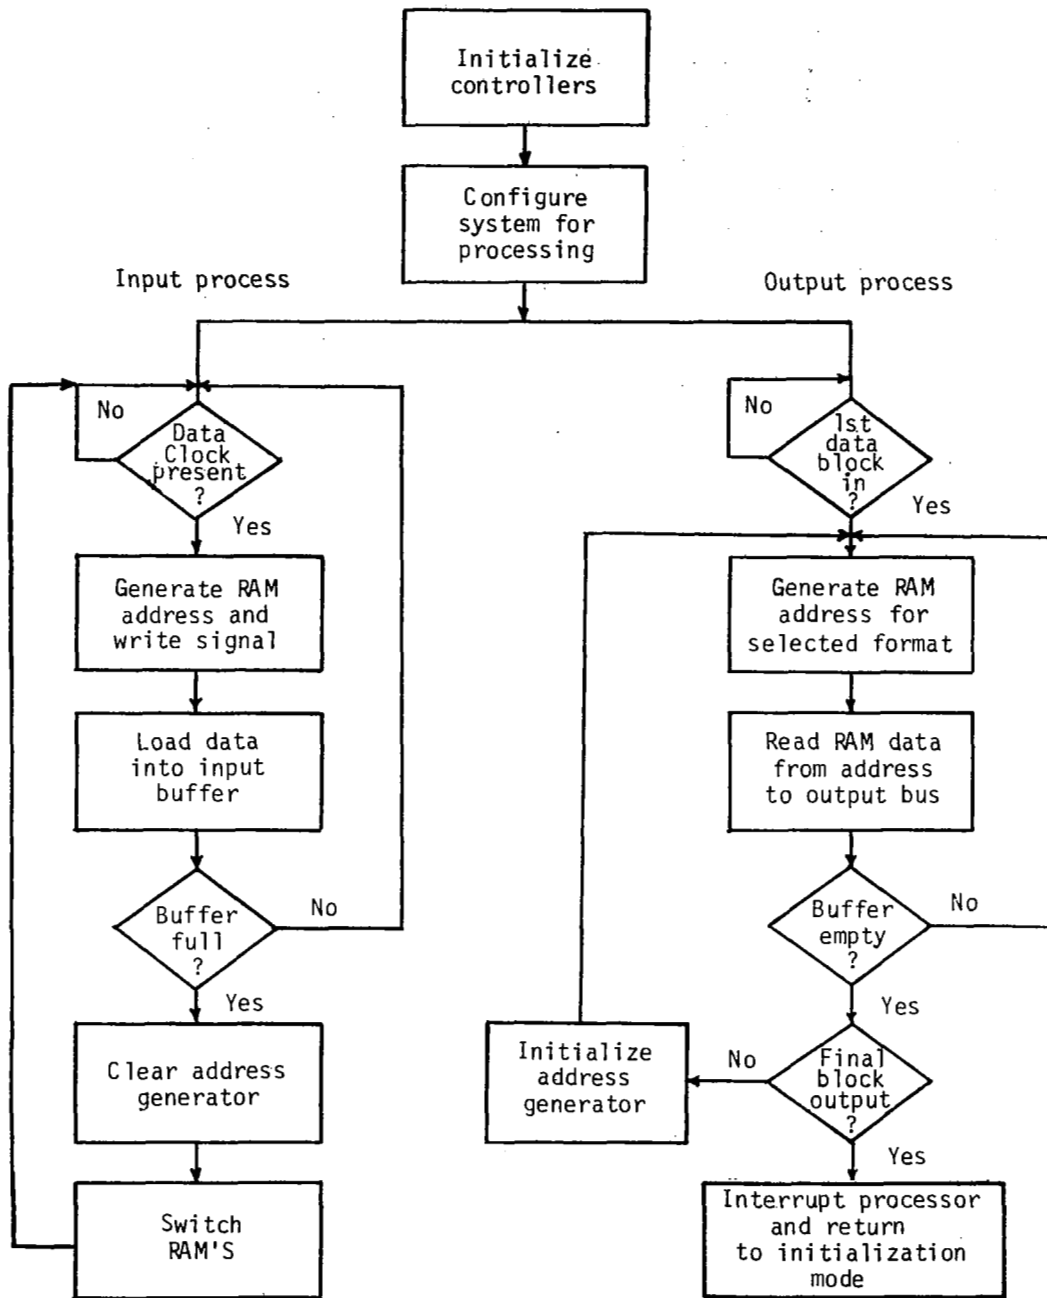 Initialize
controllers
Configure
system for
processing
Input process
Output process
No
Data
Clock
present
?
Yes
Generate RAM
address and
write signal
Load data
into input
buffer
Buffer
full
?
No
Yes
Clear address
generator
Switch
RAM'S
No
1st
data
block
in
?
Yes
Generate RAM
address for
selected format
Read RAM data
from address
to output bus
Buffer
empty
?
No
Yes
Final
block
output
?
No
Initialize
address
generator
Yes
Interrupt processor
and return
to initialization
mode